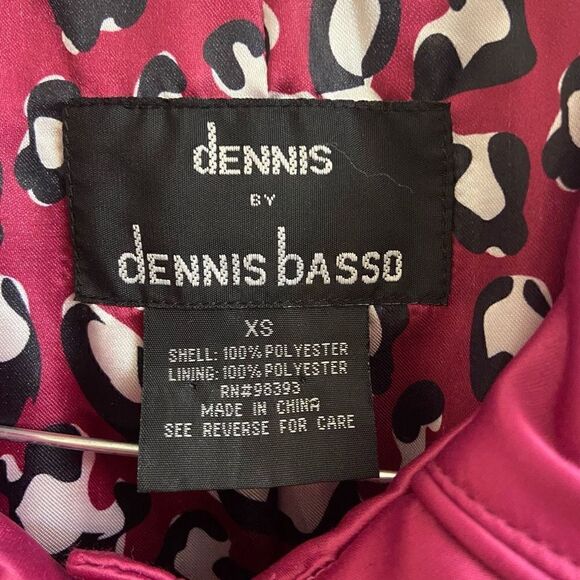 dENNIS
BY
dENNIS bASSO
XS
SHELL: 100% POLYESTER
LINING: 100% POLYESTER
RN#98393
MADE IN CHINA
SEE REVERSE FOR CARE